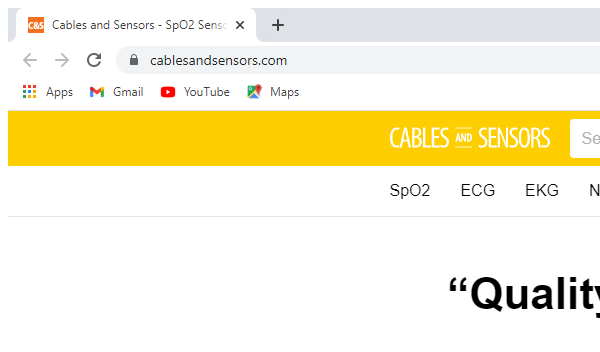 C&S Cables and Sensors - SpO2 Senso
cablesandsensors.com
Apps Gmail YouTube Maps
CABLES AND SENSORS Se
SpO2 ECG EKG N
“Quality